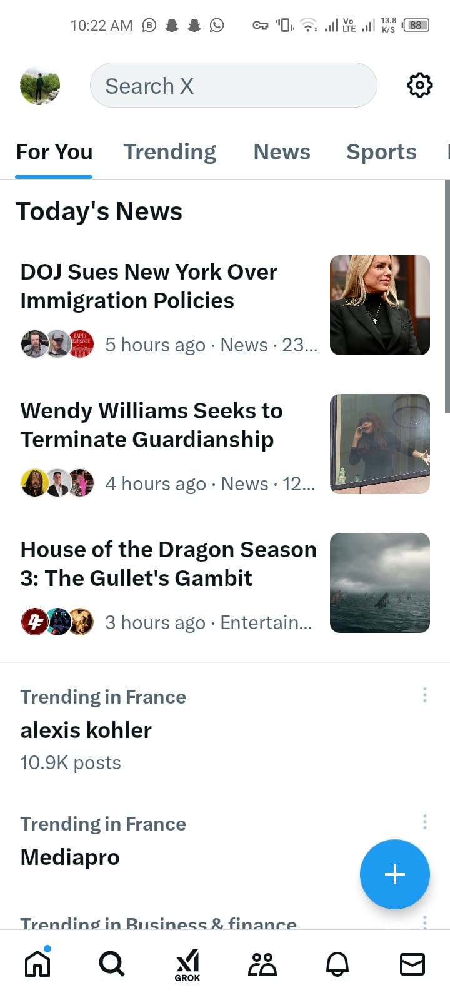 10:22 AM
Vo
LTE
13.8
K/S
88
Search X
For You Trending News Sports
Today's News
DOJ Sues New York Over
Immigration Policies
5 hours ago · News · 23...
Wendy Williams Seeks to
Terminate Guardianship
4 hours ago · News · 12...
House of the Dragon Season
3: The Gullet's Gambit
3 hours ago · Entertain...
Trending in France
alexis kohler
10.9K posts
Trending in France
Mediapro
Trending in Business & finance
GROK